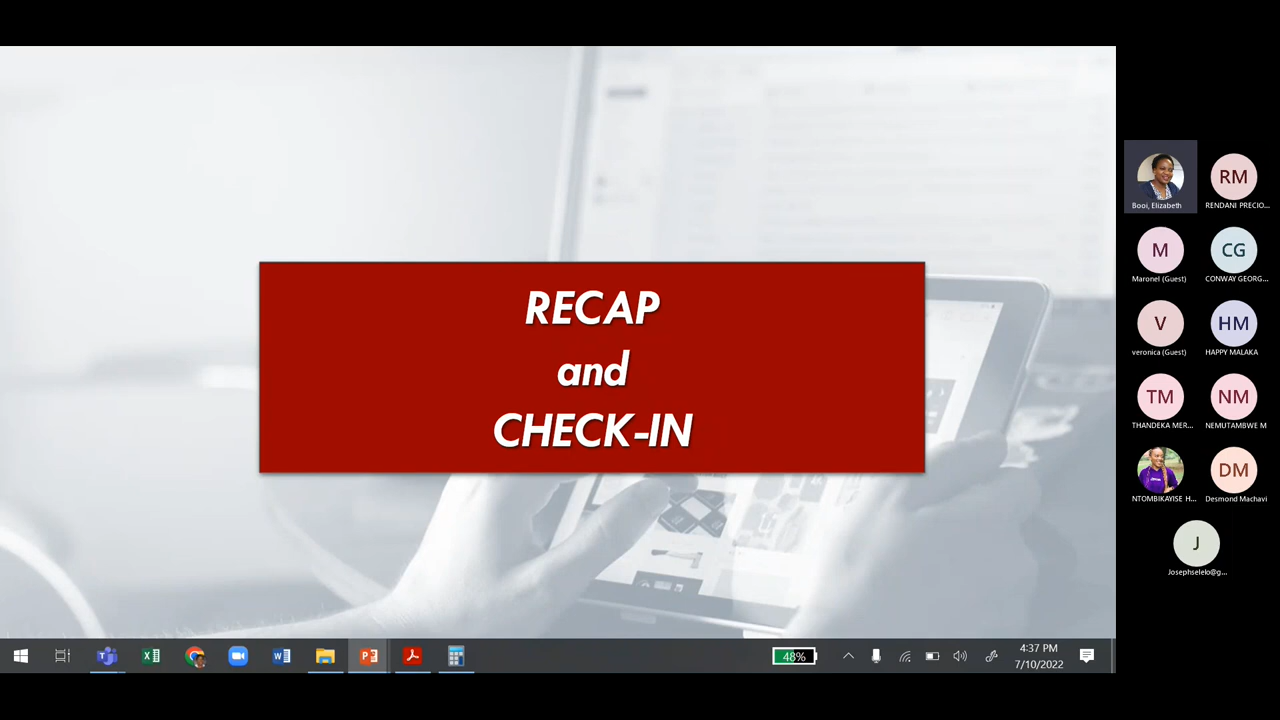 RECAP
and
CHECK-IN
RM
Booi, Elizabeth
RENDANI PRECIO...
M
CG
Maronel (Guest)
CONWAY GEORG...
V
HM
veronica (Guest)
HAPPY MALAKA
TM
NM
THANDEKA MER...
NEMUTAMBWE M
DM
NTOMBIKAYISE H...
Desmond Machavi
J
Josephselelo@g...
48%
4:37 PM
7/10/2022